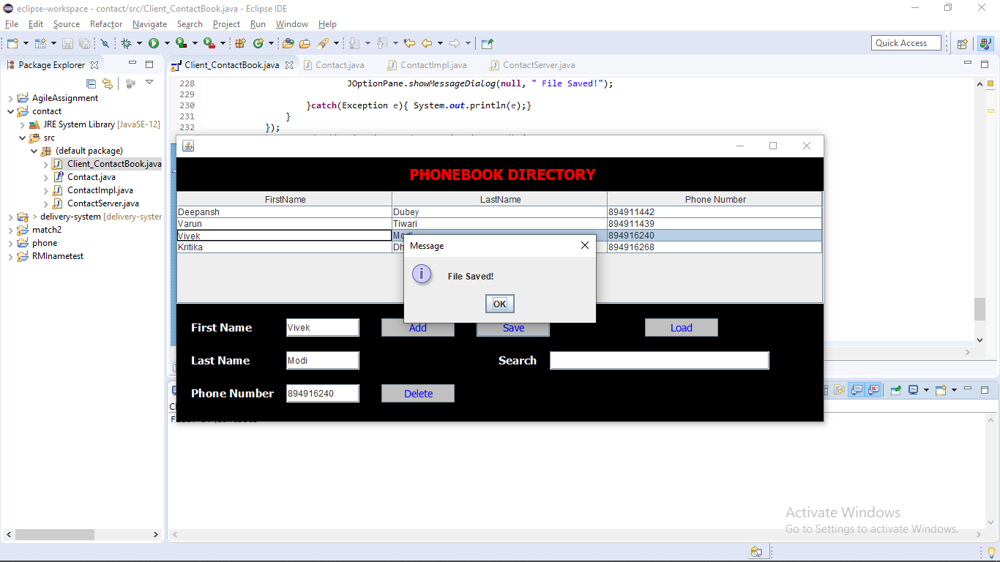 eclipse-workspace - contact/src/Client_ContactBook.java - Eclipse IDE
File Edit Source Refactor Navigate Search Project Run Window Help
Quick Access
Package Explorer
Client_ContactBook.java Contact.java ContactImpl.java ContactServer.java
AgileAssignment
contact
JRE System Library [JavaSE-12]
src
(default package)
Client_ContactBook.java
Contact.java
ContactImpl.java
ContactServer.java
> delivery-system [delivery-syster
match2
phone
RMInametest
228 JOptionPane.showMessageDialog(null, " File Saved!");
229
230 }catch(Exception e){ System.out.println(e);}
231 }
232 });
PHONEBOOK DIRECTORY
FirstName LastName Phone Number
Deepansh Dubey 894911442
Varun Tiwari 894911439
Vivek Modi 894916240
Kritika Dh 894916268
Message
File Saved!
OK
First Name Vivek Add Save Load
Last Name Modi Search
Phone Number 894916240 Delete
Activate Windows
Go to Settings to activate Windows.